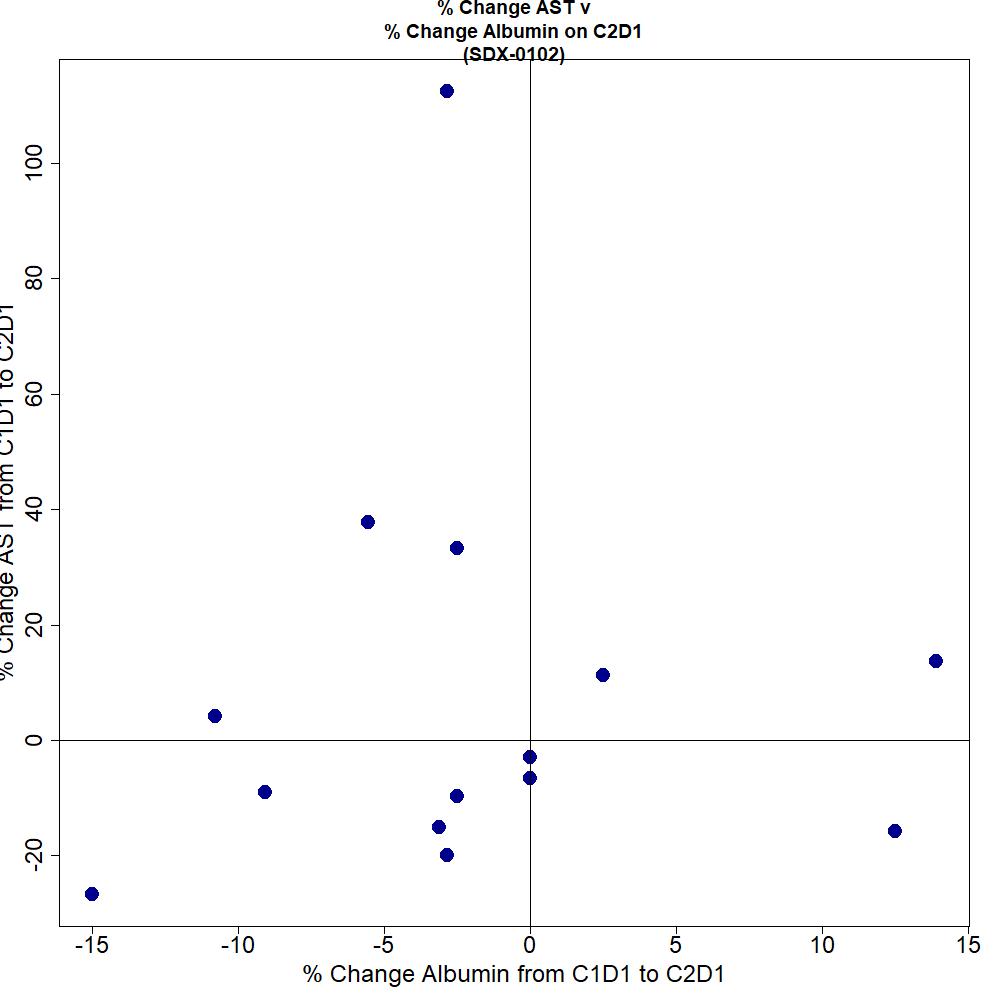 % Change AST v
% Change Albumin on C2D1
(SDX-0102)
% Change AST from C1D1 to C2D1
100
80
60
40
20
0
-20
-15
-10
-5
0
5
10
15
% Change Albumin from C1D1 to C2D1